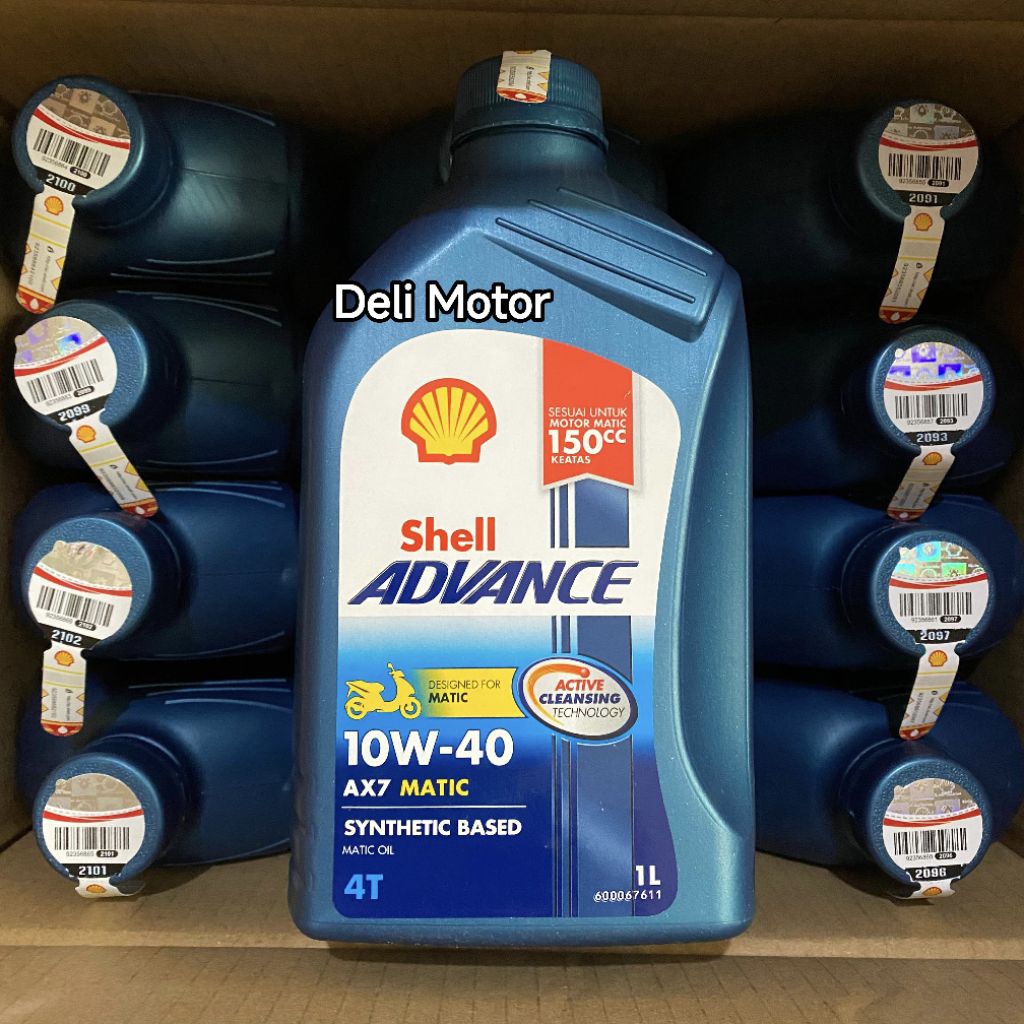 Deli Motor
SESUAI UNTUK
MOTOR MATIC
150CC
KEATAS
Shell
ADVANCE
DESIGNED FOR
MATIC
ACTIVE
CLEANSING
TECHNOLOGY
10W-40
AX7 MATIC
SYNTHETIC BASED
MATIC OIL
4T
1L
600067611
2100
2099
2102
2101
2091
2093
2097
2096